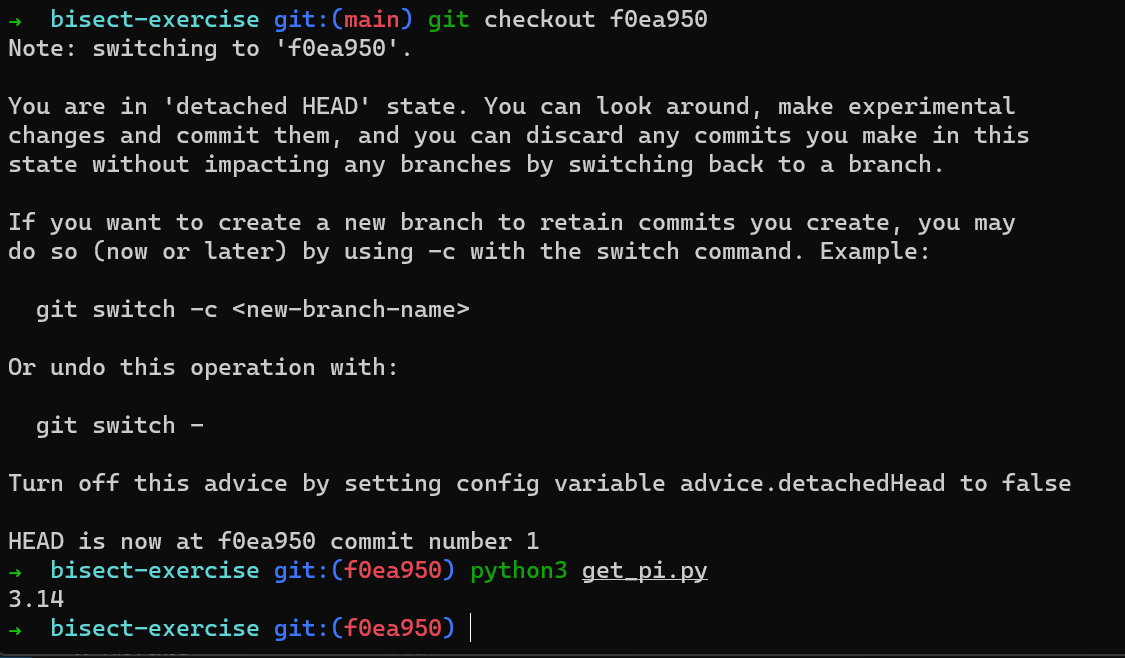 → bisect-exercise git:(main) git checkout f0ea950
Note: switching to 'f0ea950'.
You are in 'detached HEAD' state. You can look around, make experimental
changes and commit them, and you can discard any commits you make in this
state without impacting any branches by switching back to a branch.
If you want to create a new branch to retain commits you create, you may
do so (now or later) by using -c with the switch command. Example:
git switch -c <new-branch-name>
Or undo this operation with:
git switch -
Turn off this advice by setting config variable advice.detachedHead to false
HEAD is now at f0ea950 commit number 1
→ bisect-exercise git:(f0ea950) python3 get_pi.py
3.14
→ bisect-exercise git:(f0ea950)